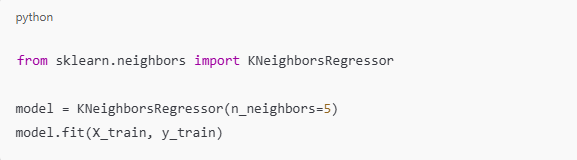 python
from sklearn.neighbors import KNeighborsRegressor
model = KNeighborsRegressor(n_neighbors=5)
model.fit(X_train, y_train)